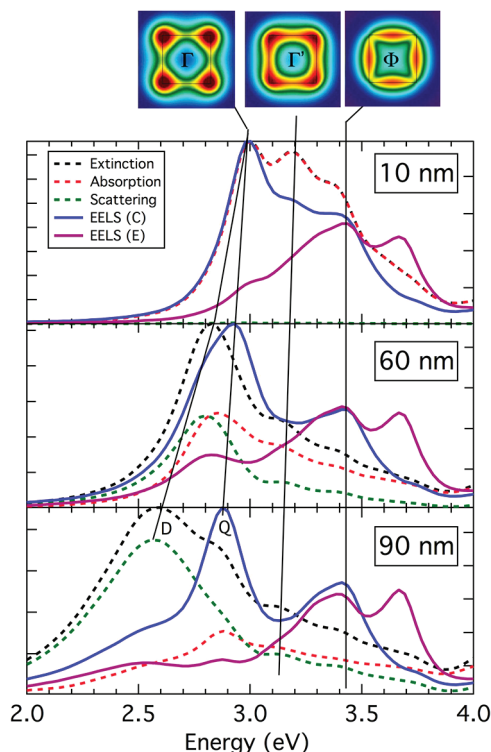 Γ Γ' Φ
Extinction
Absorption
Scattering
EELS (C)
EELS (E)
10 nm
60 nm
D Q
90 nm
2.0 2.5 3.0 3.5 4.0
Energy (eV)